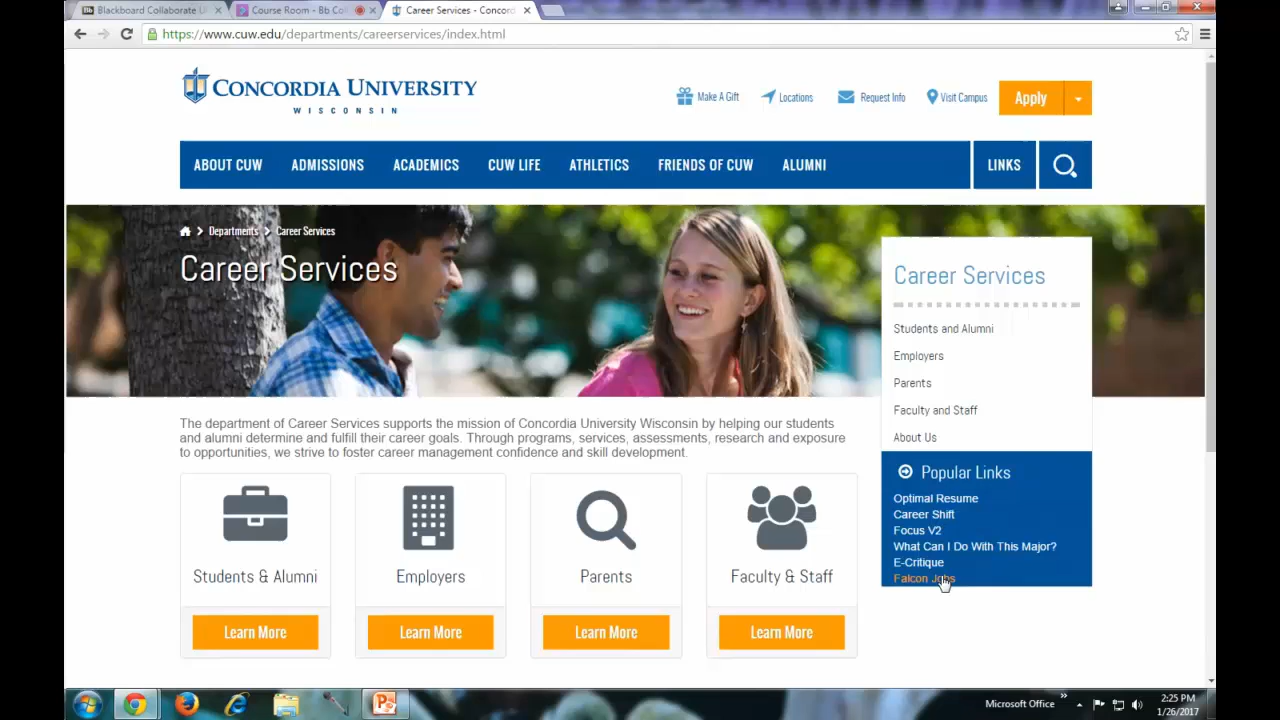 Blackboard Collaborate U
Course Room - Bb Col
Career Services - Concord
https://www.cuw.edu/departments/careerservices/index.html
CONCORDIA UNIVERSITY
WISCONSIN
Make A Gift
Locations
Request Info
Visit Campus
Apply
ABOUT CUW
ADMISSIONS
ACADEMICS
CUW LIFE
ATHLETICS
FRIENDS OF CUW
ALUMNI
LINKS
Departments
Career Services
Career Services
Career Services
Students and Alumni
Employers
Parents
Faculty and Staff
About Us
Popular Links
Optimal Resume
Career Shift
Focus V2
What Can I Do With This Major?
E-Critique
Falcon Jobs
The department of Career Services supports the mission of Concordia University Wisconsin by helping our students
and alumni determine and fulfill their career goals. Through programs, services, assessments, research and exposure
to opportunities, we strive to foster career management confidence and skill development.
Students & Alumni
Employers
Parents
Faculty & Staff
Learn More
Learn More
Learn More
Learn More
Microsoft Office
2:25 PM
1/26/2017